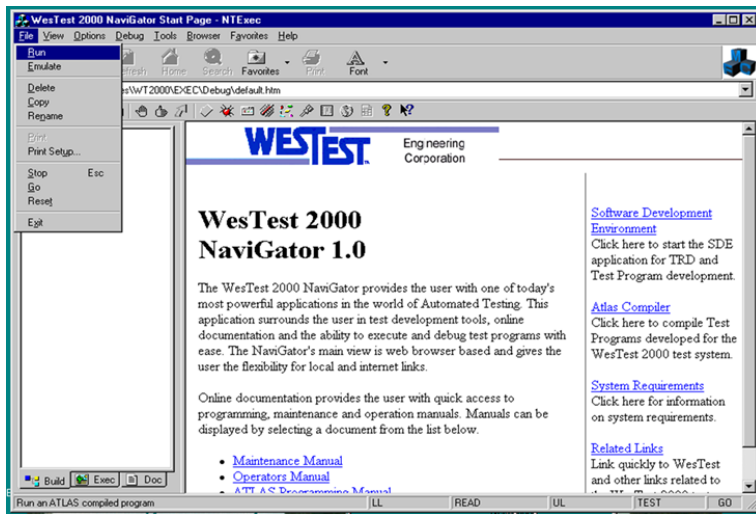 WesTest 2000 NaviGator Start Page - NTExec
File View Options Debug Tools Browser Favorites Help
Run
Emulate
Delete
Copy
Rename
Print
Print Setup...
Stop Esc
Go
Reset
Exit
Refresh Home Search Favorites Print Font
es\WT2000\EXEC\Debug\default.htm
WESTEST
Eng neering
Corporation
WesTest 2000
NaviGator 1.0
The WesTest 2000 NaviGator provides the user with one of today's
most powerful applications in the world of Automated Testing. This
application surrounds the user in test development tools, online
documentation and the ability to execute and debug test programs with
ease. The NaviGator's main view is web browser based and gives the
user the flexibility for local and internet links.
Online documentation provides the user with quick access to
programming, maintenance and operation manuals. Manuals can be
displayed by selecting a document from the list below.
Maintenance Manual
Operators Manual
ATLAS Programming Manual
Software Development
Environment
Click here to start the SDE
application for TRD and
Test Program development.
Atlas Compiler
Click here to compile Test
Programs developed for the
WesTest 2000 test system.
System Requirements
Click here for information
on system requirements.
Related Links
Link quickly to WesTest
and other links related to
Build Exec Doc
Run an ATLAS compiled program LL READ UL TEST GO